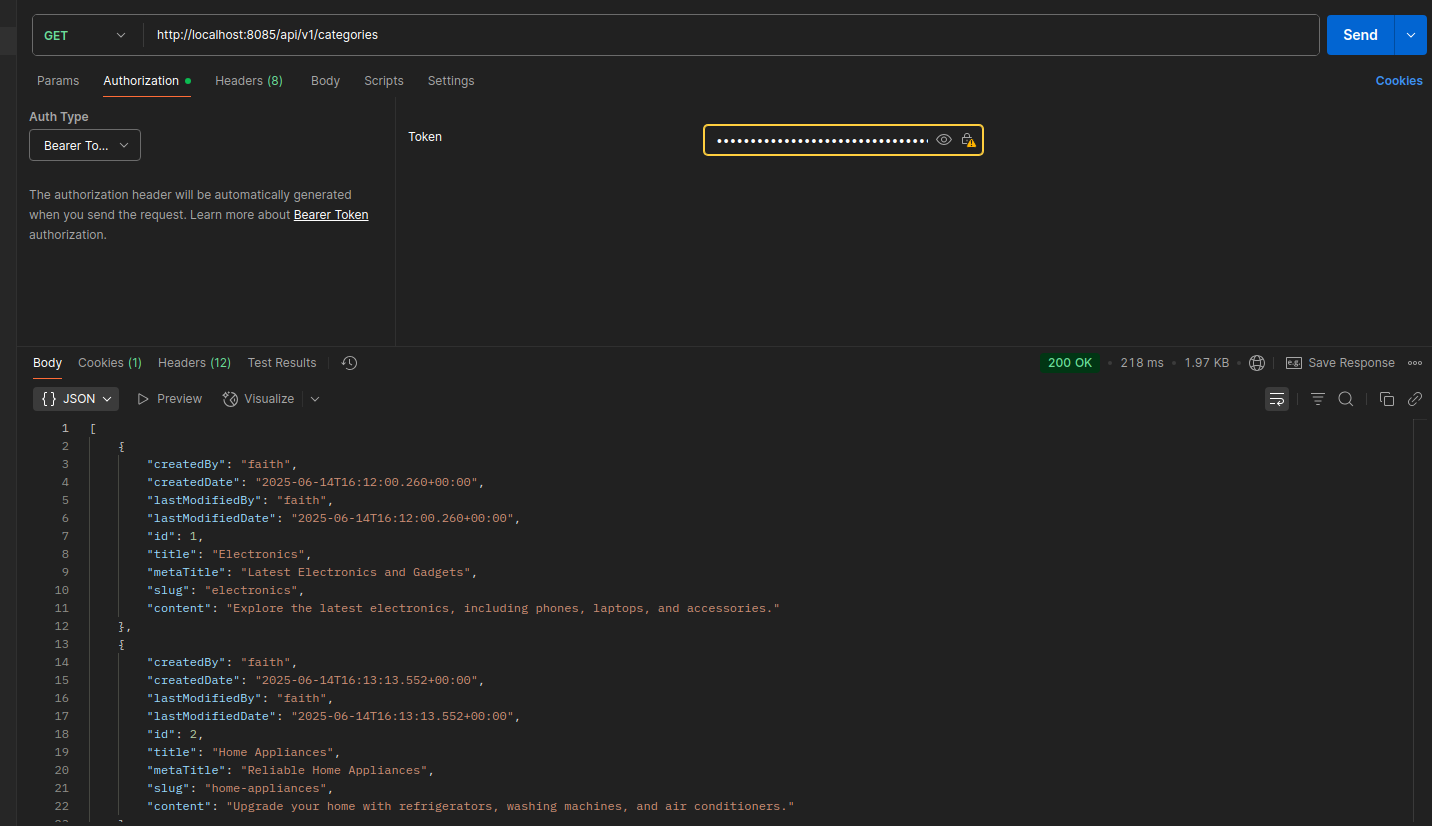 GET http://localhost:8085/api/v1/categories Send
Params Authorization Headers (8) Body Scripts Settings Cookies
Auth Type
Bearer To...
Token
The authorization header will be automatically generated
when you send the request. Learn more about Bearer Token
authorization.
Body Cookies (1) Headers (12) Test Results 200 OK • 218 ms • 1.97 KB • e.g. Save Response
{} JSON Preview Visualize
1 [
2 {
3 "createdBy": "faith",
4 "createdDate": "2025-06-14T16:12:00.260+00:00",
5 "lastModifiedBy": "faith",
6 "lastModifiedDate": "2025-06-14T16:12:00.260+00:00",
7 "id": 1,
8 "title": "Electronics",
9 "metaTitle": "Latest Electronics and Gadgets",
10 "slug": "electronics",
11 "content": "Explore the latest electronics, including phones, laptops, and accessories."
12 },
13 {
14 "createdBy": "faith",
15 "createdDate": "2025-06-14T16:13:13.552+00:00",
16 "lastModifiedBy": "faith",
17 "lastModifiedDate": "2025-06-14T16:13:13.552+00:00",
18 "id": 2,
19 "title": "Home Appliances",
20 "metaTitle": "Reliable Home Appliances",
21 "slug": "home-appliances",
22 "content": "Upgrade your home with refrigerators, washing machines, and air conditioners."